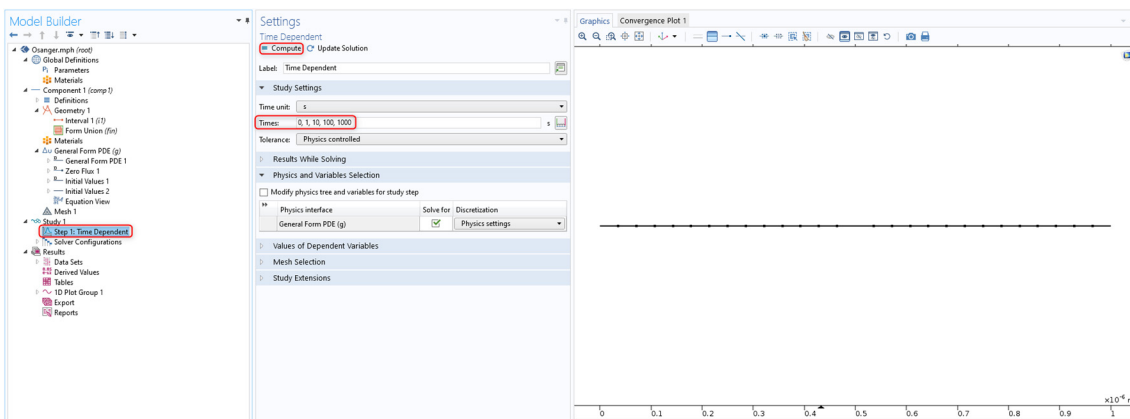 Model Builder
Osanger.mph (root)
Global Definitions
Pi Parameters
Materials
Component 1 (comp1)
Definitions
Geometry 1
Interval 1 (i1)
Form Union (fin)
Materials
Δu General Form PDE (g)
General Form PDE 1
Zero Flux 1
Initial Values 1
Initial Values 2
Equation View
Mesh 1
Study 1
Step 1: Time Dependent
Solver Configurations
Results
Data Sets
Derived Values
Tables
1D Plot Group 1
Export
Reports
Settings
Time Dependent
= Compute Update Solution
Label: Time Dependent
Study Settings
Time unit: s
Times: 0, 1, 10, 100, 1000 s
Tolerance: Physics controlled
Results While Solving
Physics and Variables Selection
Modify physics tree and variables for study step
Physics interface Solve for Discretization
General Form PDE (g) Physics settings
Values of Dependent Variables
Mesh Selection
Study Extensions
Graphics Convergence Plot 1
×10⁻⁶
0 0.1 0.2 0.3 0.4 0.5 0.6 0.7 0.8 0.9 1